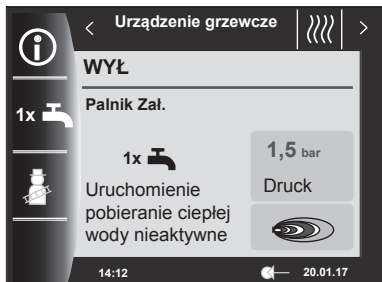 Urządzenie grzewcze
WYŁ
Palnik Zał.
1x
1x
Uruchomienie
pobieranie ciepłej
wody nieaktywne
1,5 bar
Druck
14:12
20.01.17